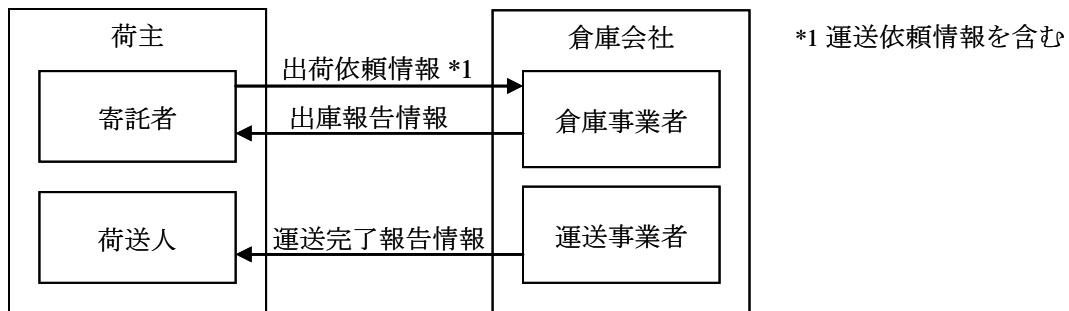 荷主
倉庫会社
*1 運送依頼情報を含む
出荷依頼情報 *1
寄託者
出庫報告情報
倉庫事業者
荷送人
運送完了報告情報
運送事業者